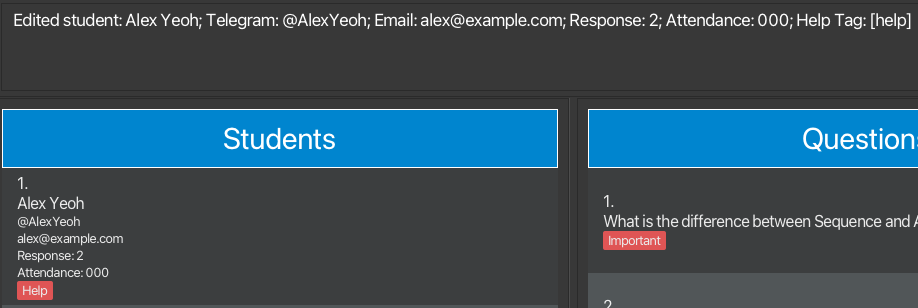 Edited student: Alex Yeoh; Telegram: @AlexYeoh; Email: alex@example.com; Response: 2; Attendance: 000; Help Tag: [help]
Students
1.
Alex Yeoh
@AlexYeoh
alex@example.com
Response: 2
Attendance: 000
Help
Question
1.
What is the difference between Sequence and
Important
2.